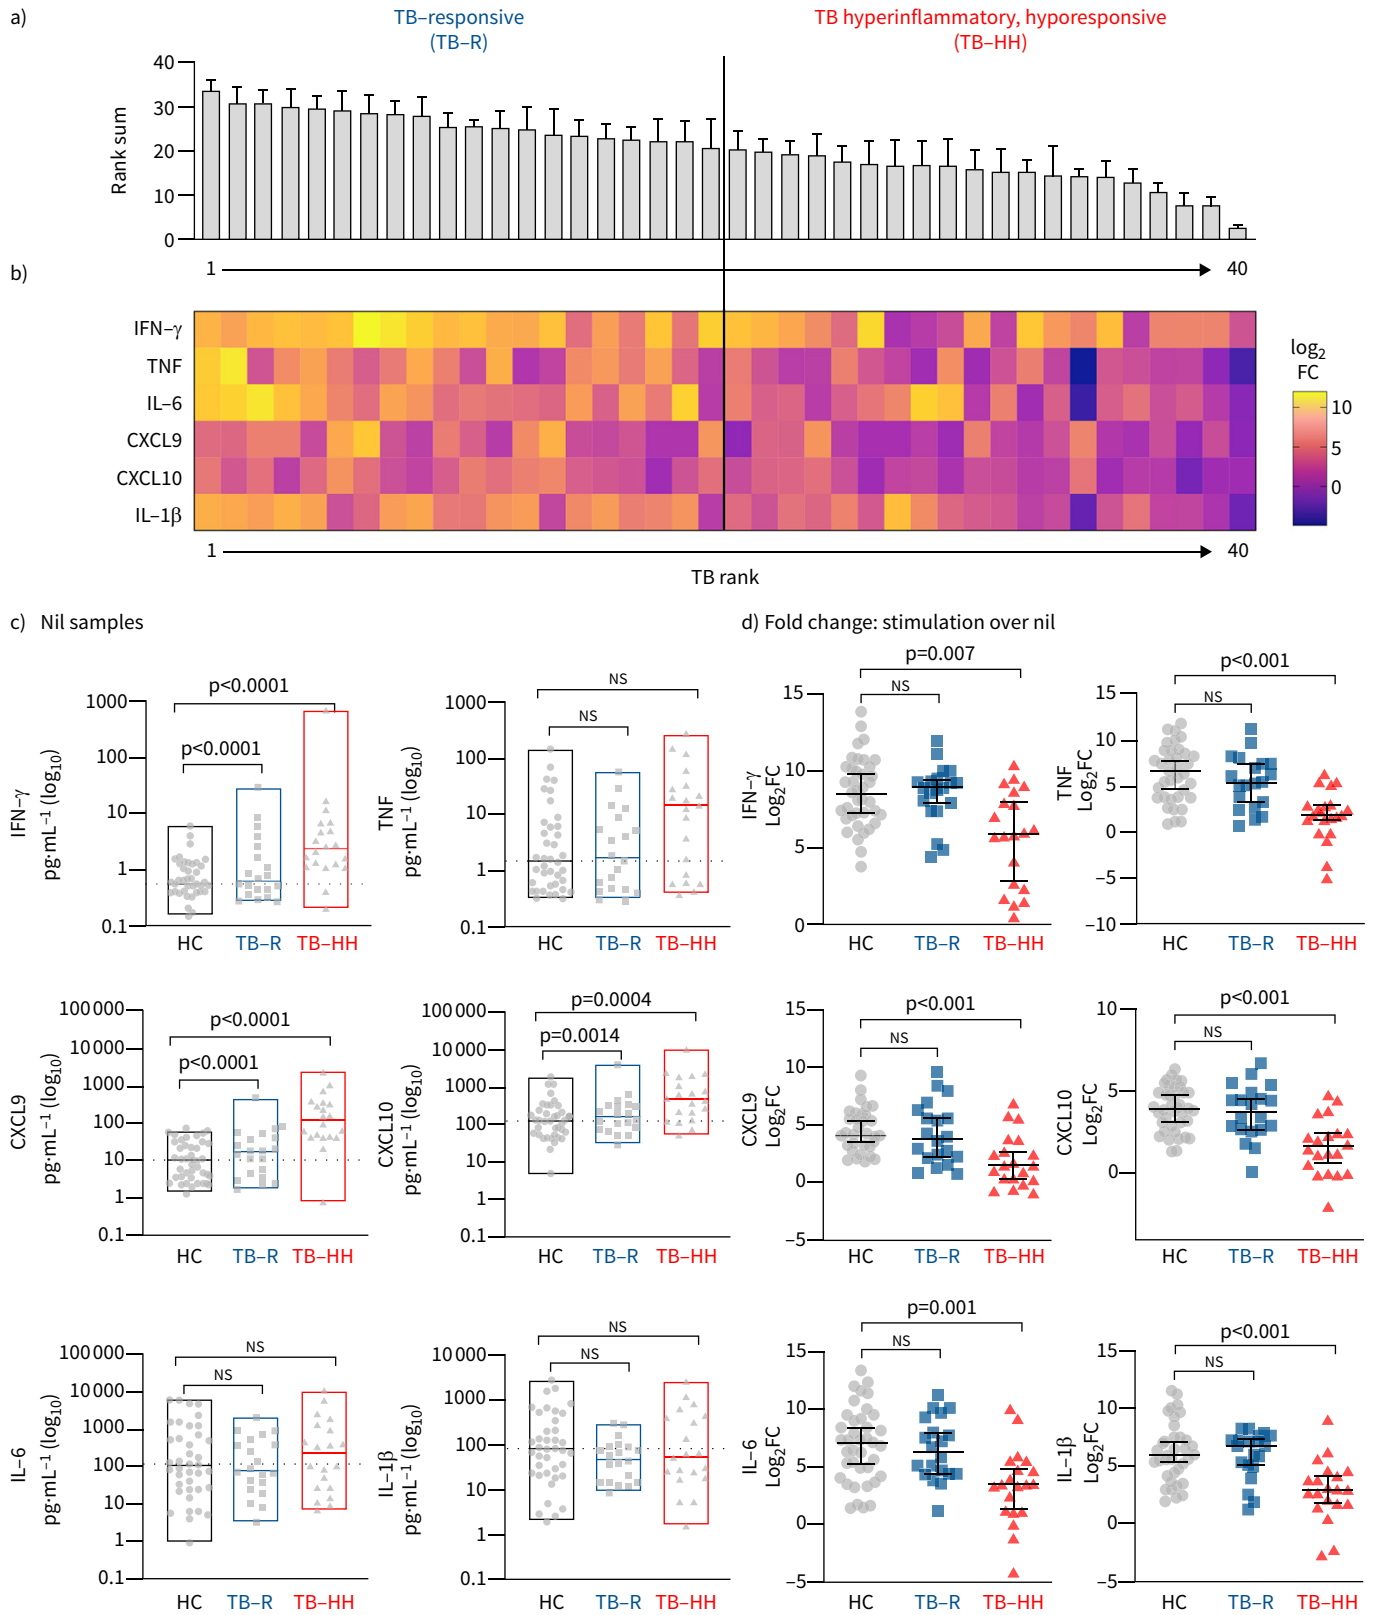 a)
TB–responsive
(TB–R)
TB hyperinflammatory, hyporesponsive
(TB–HH)
Rank sum
40
30
20
10
0
1
40
b)
IFN–γ
TNF
IL–6
CXCL9
CXCL10
IL–1β
log2
FC
10
5
0
1
40
TB rank
c) Nil samples
IFN–γ
pg·mL–1 (log10)
1000
100
10
1
0.1
p<0.0001
p<0.0001
HC
TB–R
TB–HH
TNF
pg·mL–1 (log10)
1000
100
10
1
0.1
NS
NS
HC
TB–R
TB–HH
CXCL9
pg·mL–1 (log10)
100 000
10 000
1000
100
10
1
0.1
p<0.0001
p<0.0001
HC
TB–R
TB–HH
CXCL10
pg·mL–1 (log10)
100 000
10 000
1000
100
10
1
0.1
p=0.0004
p=0.0014
HC
TB–R
TB–HH
IL–6
pg·mL–1 (log10)
100 000
10 000
1000
100
10
1
0.1
NS
NS
HC
TB–R
TB–HH
IL–1β
pg·mL–1 (log10)
10 000
1000
100
10
1
0.1
NS
NS
HC
TB–R
TB–HH
d) Fold change: stimulation over nil
IFN–γ
Log2FC
15
10
5
0
p=0.007
NS
HC
TB–R
TB–HH
TNF
Log2FC
15
10
5
0
–5
–10
p<0.001
NS
HC
TB–R
TB–HH
CXCL9
Log2FC
15
10
5
0
–5
p<0.001
NS
HC
TB–R
TB–HH
CXCL10
Log2FC
10
5
0
p<0.001
NS
HC
TB–R
TB–HH
IL–6
Log2FC
15
10
5
0
–5
p=0.001
NS
HC
TB–R
TB–HH
IL–1β
Log2FC
15
10
5
0
–5
p<0.001
NS
HC
TB–R
TB–HH